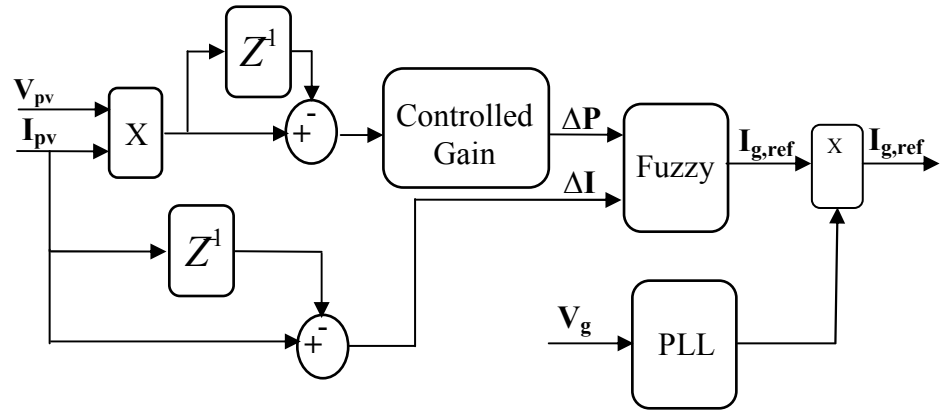 Z-1
Vpv
Ipv
X
-
+
Controlled
Gain
ΔP
ΔI
Fuzzy
Ig,ref
X
Ig,ref
Z-1
-
+
Vg
PLL